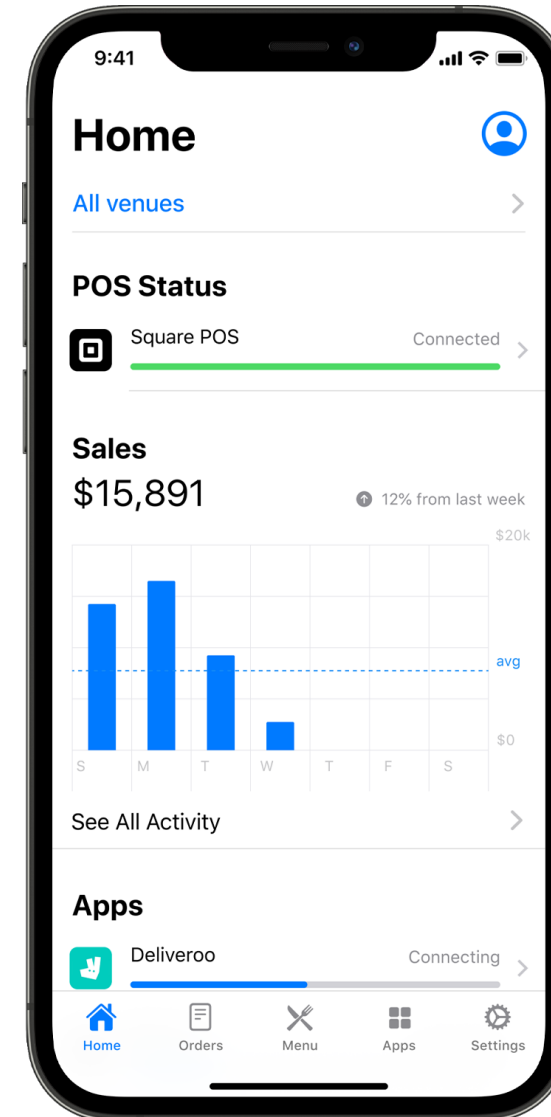 9:41
Home
All venues
POS Status
Square POS Connected
Sales
$15,891 12% from last week
$20k
avg
$0
S M T W T F S
See All Activity
Apps
Deliveroo Connecting
Home Orders Menu Apps Settings